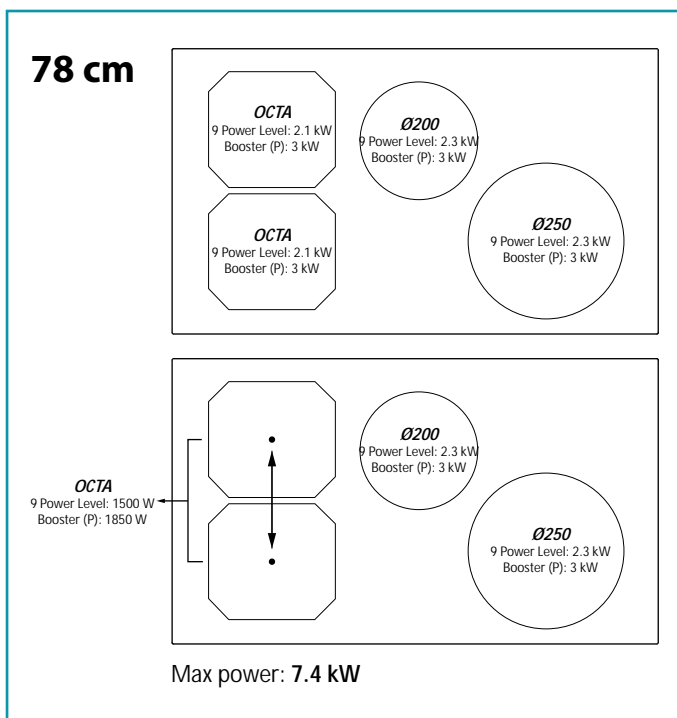 78 cm
OCTA
9 Power Level: 2.1 kW
Booster (P): 3 kW
Ø200
9 Power Level: 2.3 kW
Booster (P): 3 kW
OCTA
9 Power Level: 2.1 kW
Booster (P): 3 kW
Ø250
9 Power Level: 2.3 kW
Booster (P): 3 kW
Ø200
9 Power Level: 2.3 kW
Booster (P): 3 kW
OCTA
9 Power Level: 1500 W
Booster (P): 1850 W
Ø250
9 Power Level: 2.3 kW
Booster (P): 3 kW
Max power: 7.4 kW